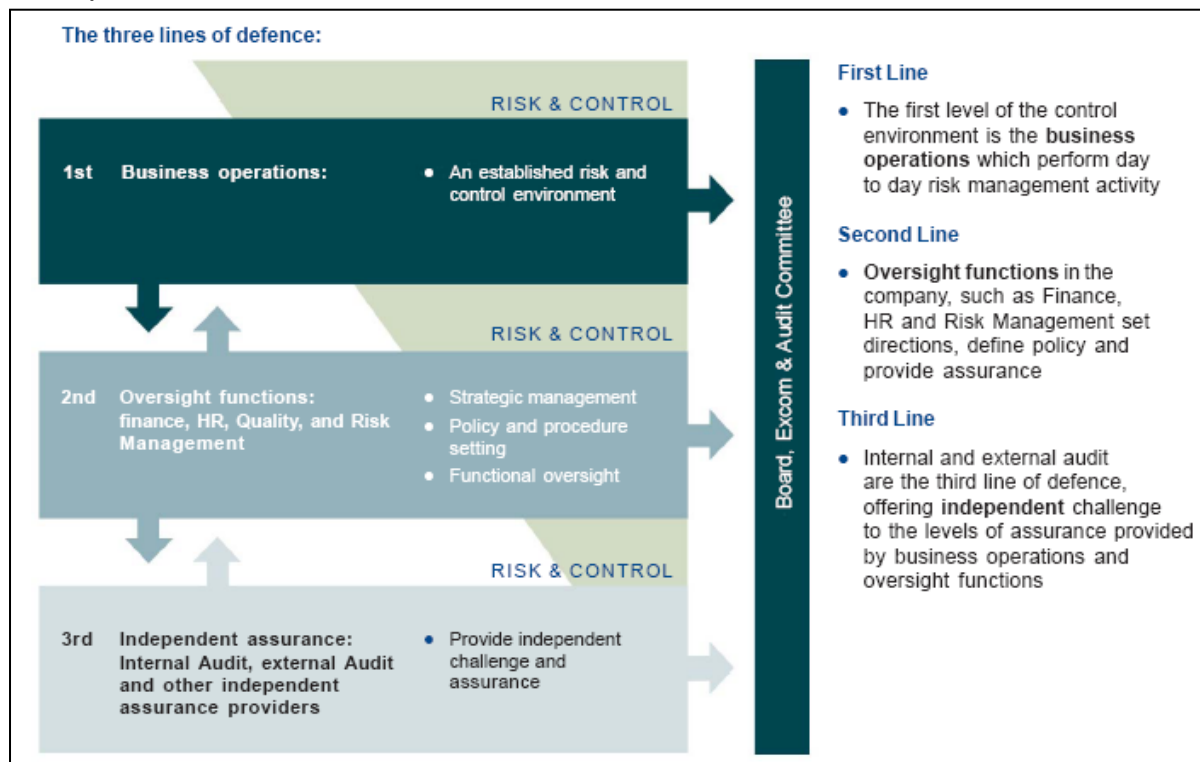 The three lines of defence:
RISK & CONTROL
1st Business operations:
• An established risk and
control environment
RISK & CONTROL
2nd Oversight functions:
finance, HR, Quality, and Risk
Management
• Strategic management
• Policy and procedure
setting
• Functional oversight
RISK & CONTROL
3rd Independent assurance:
Internal Audit, external Audit
and other independent
assurance providers
• Provide independent
challenge and
assurance
Board, Excom & Audit Committee
First Line
• The first level of the control
environment is the business
operations which perform day
to day risk management activity
Second Line
• Oversight functions in the
company, such as Finance,
HR and Risk Management set
directions, define policy and
provide assurance
Third Line
• Internal and external audit
are the third line of defence,
offering independent challenge
to the levels of assurance provided
by business operations and
oversight functions